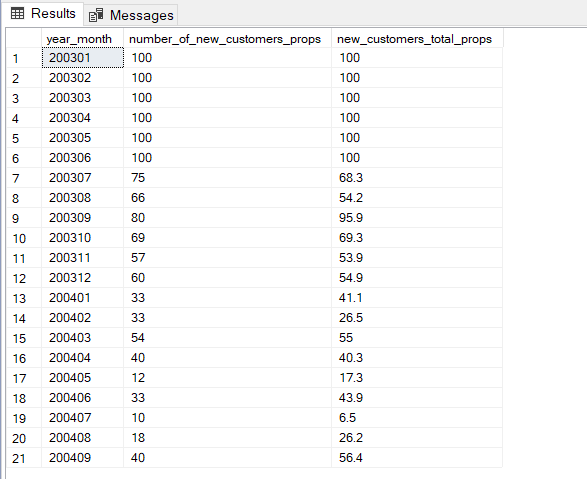 Results Messages
year_month number_of_new_customers_props new_customers_total_props
1 200301 100 100
2 200302 100 100
3 200303 100 100
4 200304 100 100
5 200305 100 100
6 200306 100 100
7 200307 75 68.3
8 200308 66 54.2
9 200309 80 95.9
10 200310 69 69.3
11 200311 57 53.9
12 200312 60 54.9
13 200401 33 41.1
14 200402 33 26.5
15 200403 54 55
16 200404 40 40.3
17 200405 12 17.3
18 200406 33 43.9
19 200407 10 6.5
20 200408 18 26.2
21 200409 40 56.4